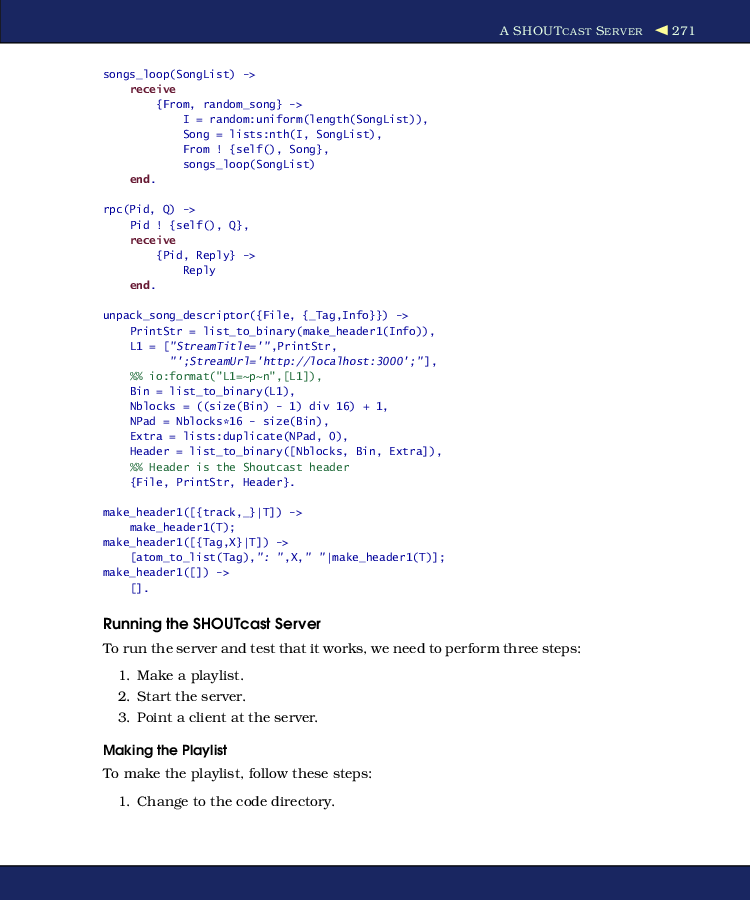 A SHOUTCAST SERVER ◀ 271
songs_loop(SongList) ->
    receive
        {From, random_song} ->
            I = random:uniform(length(SongList)),
            Song = lists:nth(I, SongList),
            From ! {self(), Song},
            songs_loop(SongList)
    end.
rpc(Pid, Q) ->
    Pid ! {self(), Q},
    receive
        {Pid, Reply} ->
            Reply
    end.
unpack_song_descriptor({File, {_Tag,Info}}) ->
    PrintStr = list_to_binary(make_header1(Info)),
    L1 = ["StreamTitle='",PrintStr,
          "';StreamUrl='http://localhost:3000';"],
    %% io:format("L1=~p~n",[L1]),
    Bin = list_to_binary(L1),
    Nblocks = ((size(Bin) - 1) div 16) + 1,
    NPad = Nblocks*16 - size(Bin),
    Extra = lists:duplicate(NPad, 0),
    Header = list_to_binary([Nblocks, Bin, Extra]),
    %% Header is the Shoutcast header
    {File, PrintStr, Header}.
make_header1([{track,_}|T]) ->
    make_header1(T);
make_header1([{Tag,X}|T]) ->
    [atom_to_list(Tag),": ",X," "|make_header1(T)];
make_header1([]) ->
    [].
Running the SHOUTcast Server
To run the server and test that it works, we need to perform three steps:
1. Make a playlist.
2. Start the server.
3. Point a client at the server.
Making the Playlist
To make the playlist, follow these steps:
1. Change to the code directory.